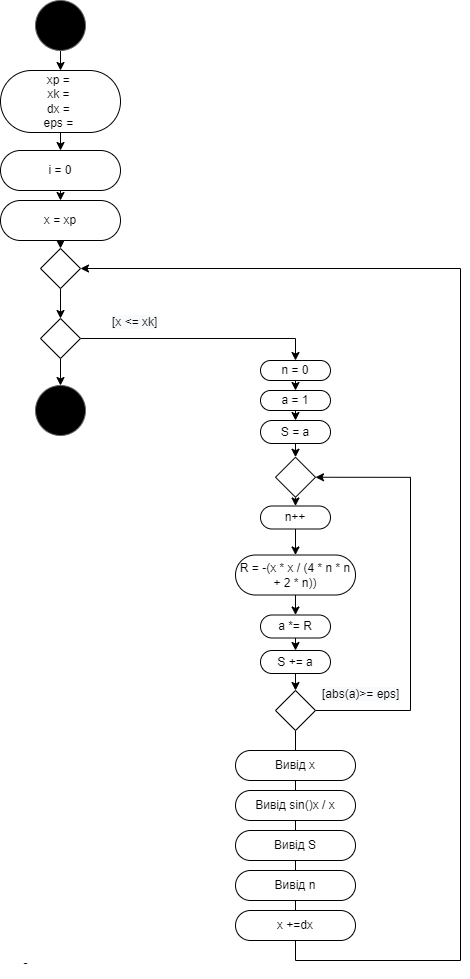 xp =
xk =
dx =
eps =
i = 0
x = xp
[x <= xk]
n = 0
a = 1
S = a
n++
R = -(x * x / (4 * n * n
+ 2 * n))
a *= R
S += a
[abs(a)>= eps]
Вивід x
Вивід sin()x / x
Вивід S
Вивід n
x +=dx